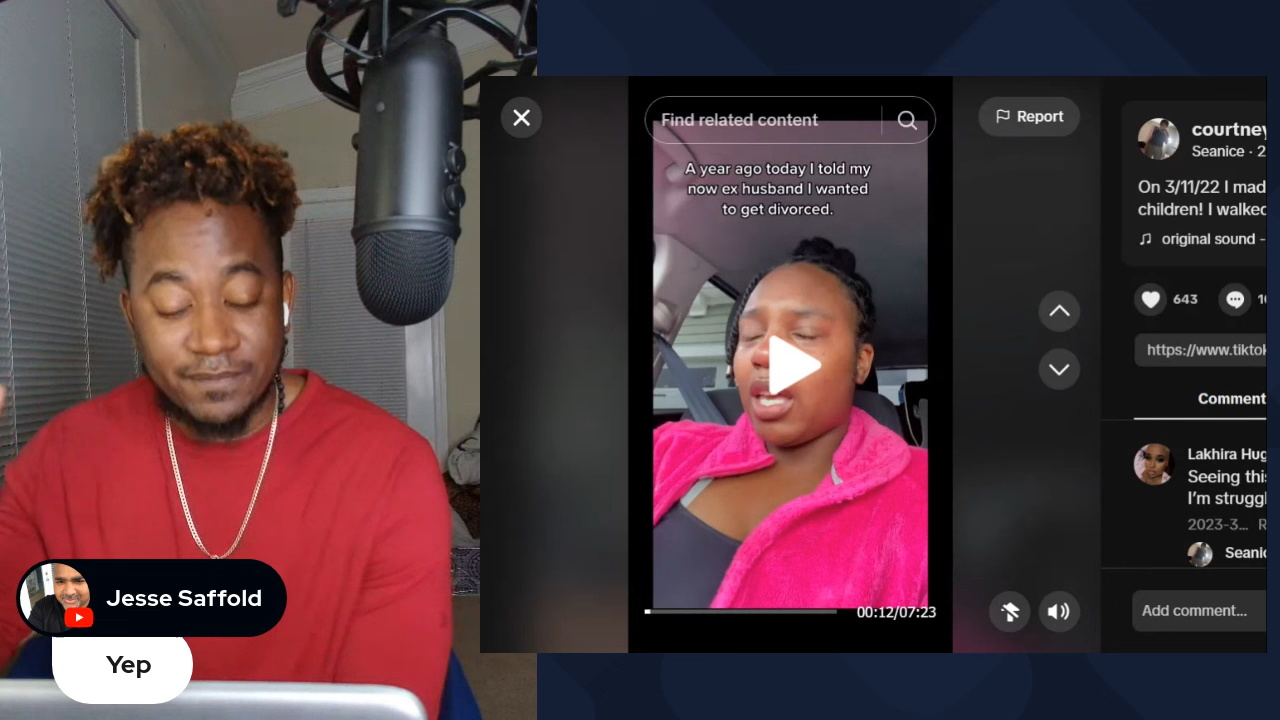 Find related content
Report
A year ago today I told my
now ex husband I wanted
to get divorced.
00:12/07:23
courtney
Seanice · 2
On 3/11/22 I mad
children! I walked
original sound -
643
https://www.tiktok
Comment
Lakhira Hug
Seeing this
I'm struggl
2023-3... R
Seanic
Add comment...
Jesse Saffold
Yep